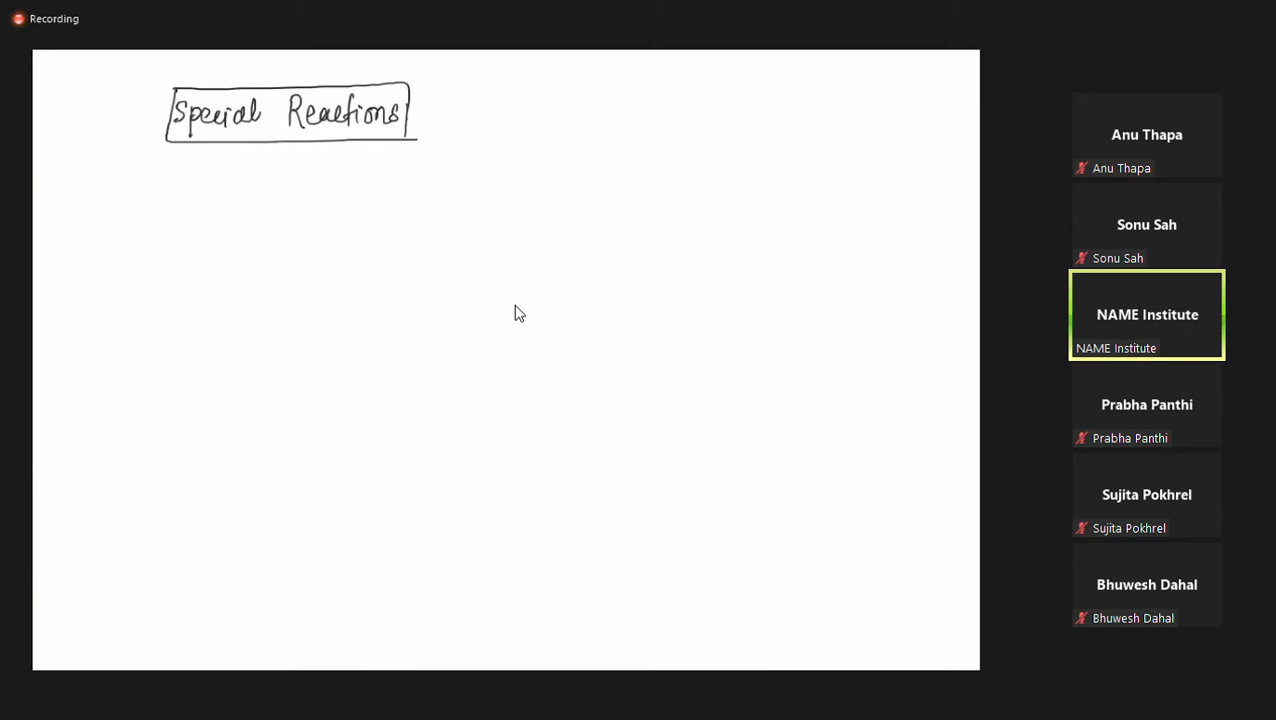 Recording
Special Reactions
Anu Thapa
Anu Thapa
Sonu Sah
Sonu Sah
NAME Institute
NAME Institute
Prabha Panthi
Prabha Panthi
Sujita Pokhrel
Sujita Pokhrel
Bhuwesh Dahal
Bhuwesh Dahal